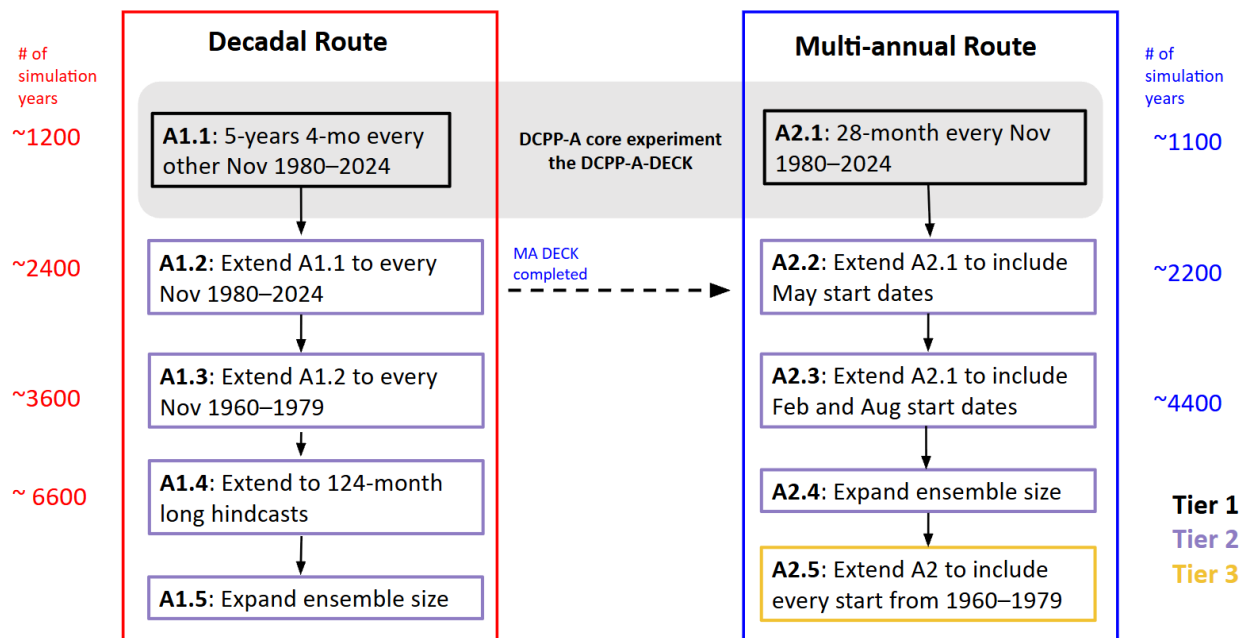 Decadal Route
Multi-annual Route
# of
simulation
years
# of
simulation
years
~1200
A1.1: 5-years 4-mo every
other Nov 1980–2024
DCPP-A core experiment
the DCPP-A-DECK
A2.1: 28-month every Nov
1980–2024
~1100
~2400
A1.2: Extend A1.1 to every
Nov 1980–2024
MA DECK
completed
A2.2: Extend A2.1 to include
May start dates
~2200
~3600
A1.3: Extend A1.2 to every
Nov 1960–1979
A2.3: Extend A2.1 to include
Feb and Aug start dates
~4400
~ 6600
A1.4: Extend to 124-month
long hindcasts
A2.4: Expand ensemble size
A1.5: Expand ensemble size
A2.5: Extend A2 to include
every start from 1960–1979
Tier 1
Tier 2
Tier 3